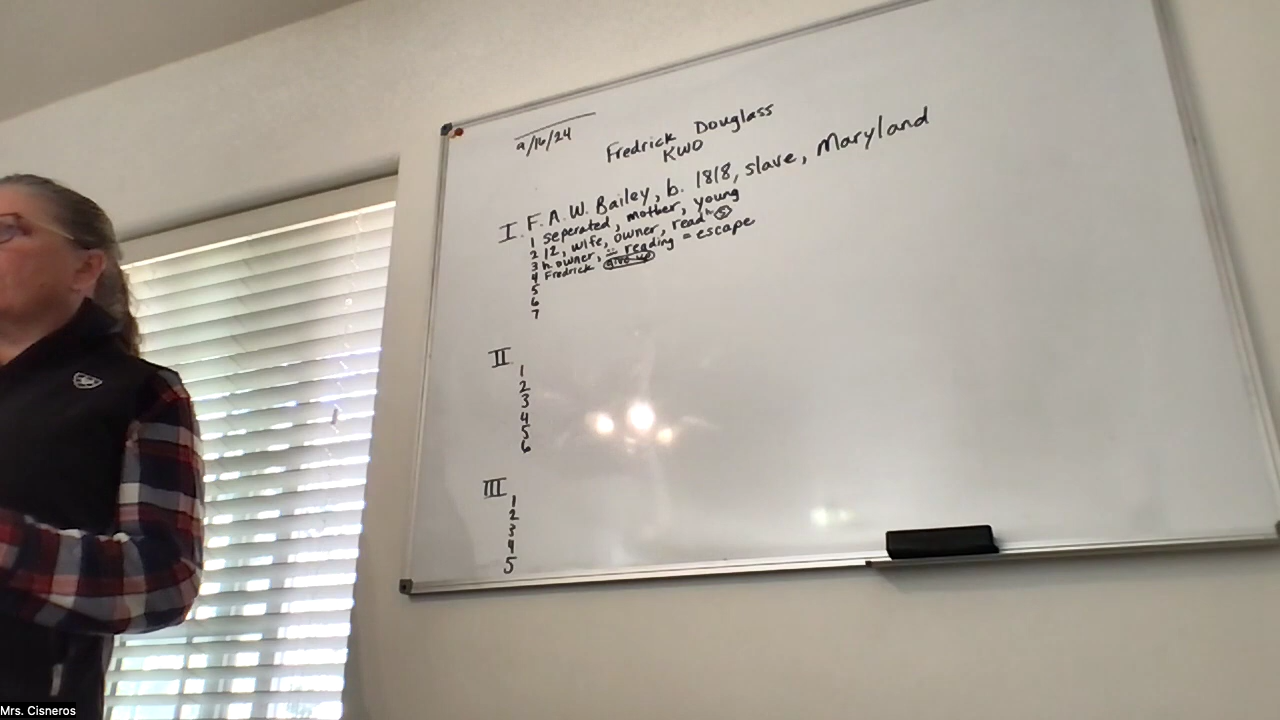 9/16/24
Fredrick Douglass
KWO
I. F. A. W. Bailey, b. 1818, slave, Maryland
1 seperated, mother, young
2 12, wife, owner, read
3 owner, reading = escape
4 Fredrick give up
5
6
7
II.
1
2
3
4
5
6
III
1
2
3
4
5
Mrs. Cisneros